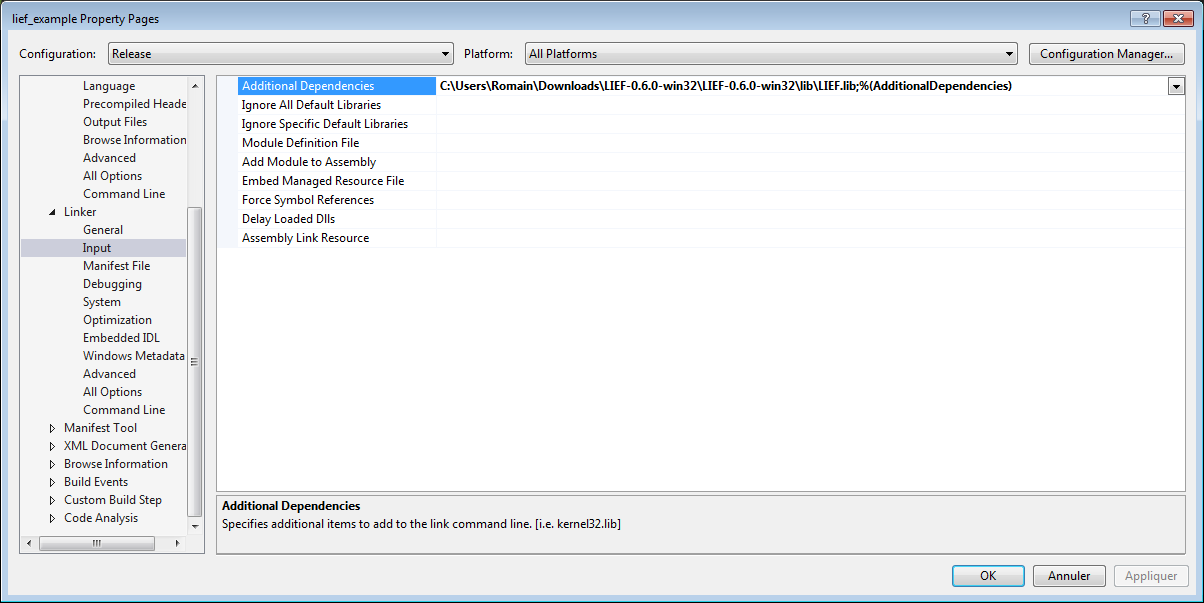 lief_example Property Pages
Configuration: Release Platform: All Platforms Configuration Manager...
Language
Precompiled Heade
Output Files
Browse Information
Advanced
All Options
Command Line
Linker
General
Input
Manifest File
Debugging
System
Optimization
Embedded IDL
Windows Metadata
Advanced
All Options
Command Line
Manifest Tool
XML Document Genera
Browse Information
Build Events
Custom Build Step
Code Analysis
Additional Dependencies C:\Users\Romain\Downloads\LIEF-0.6.0-win32\LIEF-0.6.0-win32\lib\LIEF.lib;%(AdditionalDependencies)
Ignore All Default Libraries
Ignore Specific Default Libraries
Module Definition File
Add Module to Assembly
Embed Managed Resource File
Force Symbol References
Delay Loaded Dlls
Assembly Link Resource
Additional Dependencies
Specifies additional items to add to the link command line. [i.e. kernel32.lib]
OK Annuler Appliquer